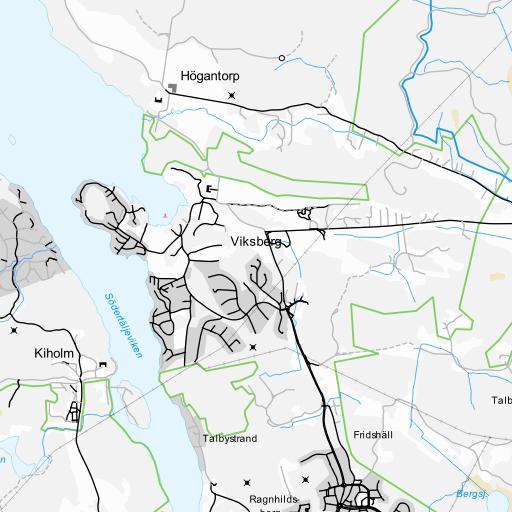 Högantorp
Viksberg
Södertäljeviken
Kiholm
Talb
Talbystrand
Fridshäll
Ragnhilds-
Bergsj
n